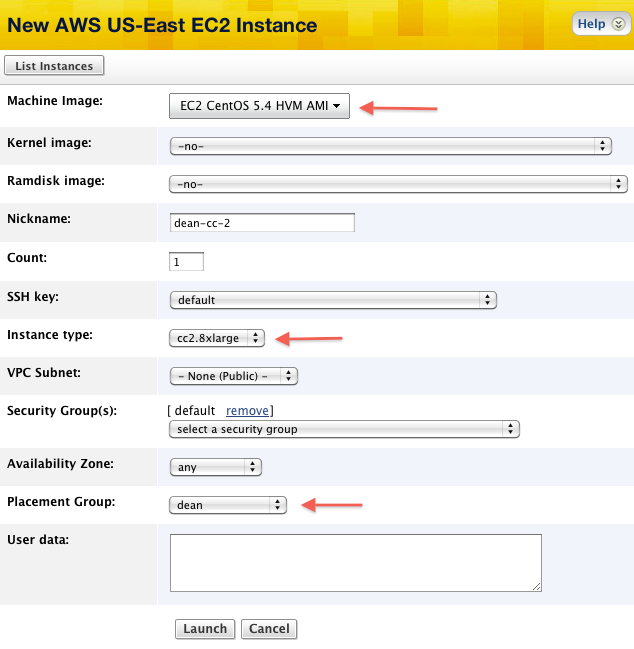 New AWS US-East EC2 Instance
Help
List Instances
Machine Image: EC2 CentOS 5.4 HVM AMI
Kernel image: -no-
Ramdisk image: -no-
Nickname: dean-cc-2
Count: 1
SSH key: default
Instance type: cc2.8xlarge
VPC Subnet: - None (Public) -
Security Group(s): [ default remove]
select a security group
Availability Zone: any
Placement Group: dean
User data:
Launch Cancel